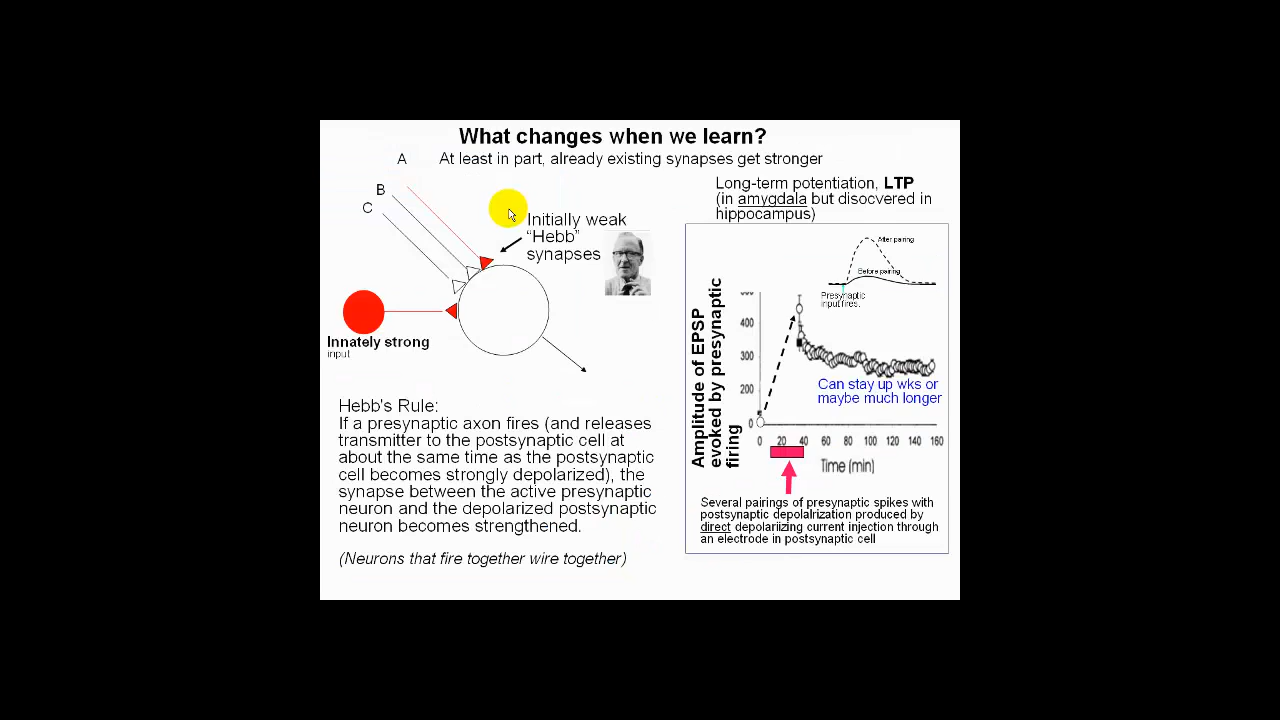 What changes when we learn?
At least in part, already existing synapses get stronger
A
B
C
Initially weak
“Hebb”
synapses
Innately strong
input
Hebb's Rule:
If a presynaptic axon fires (and releases
transmitter to the postsynaptic cell at
about the same time as the postsynaptic
cell becomes strongly depolarized), the
synapse between the active presynaptic
neuron and the depolarized postsynaptic
neuron becomes strengthened.
(Neurons that fire together wire together)
Long-term potentiation, LTP
(in amygdala but disocvered in
hippocampus)
After pairing
Before pairing
Presynaptic
input fires.
Amplitude of EPSP
evoked by presynaptic
firing
400
300
200
0
0 20 40 60 80 100 120 140 160
Time (min)
Can stay up wks or
maybe much longer
Several pairings of presynaptic spikes with
postsynaptic depolalrization produced by
direct depolariizing current injection through
an electrode in postsynaptic cell